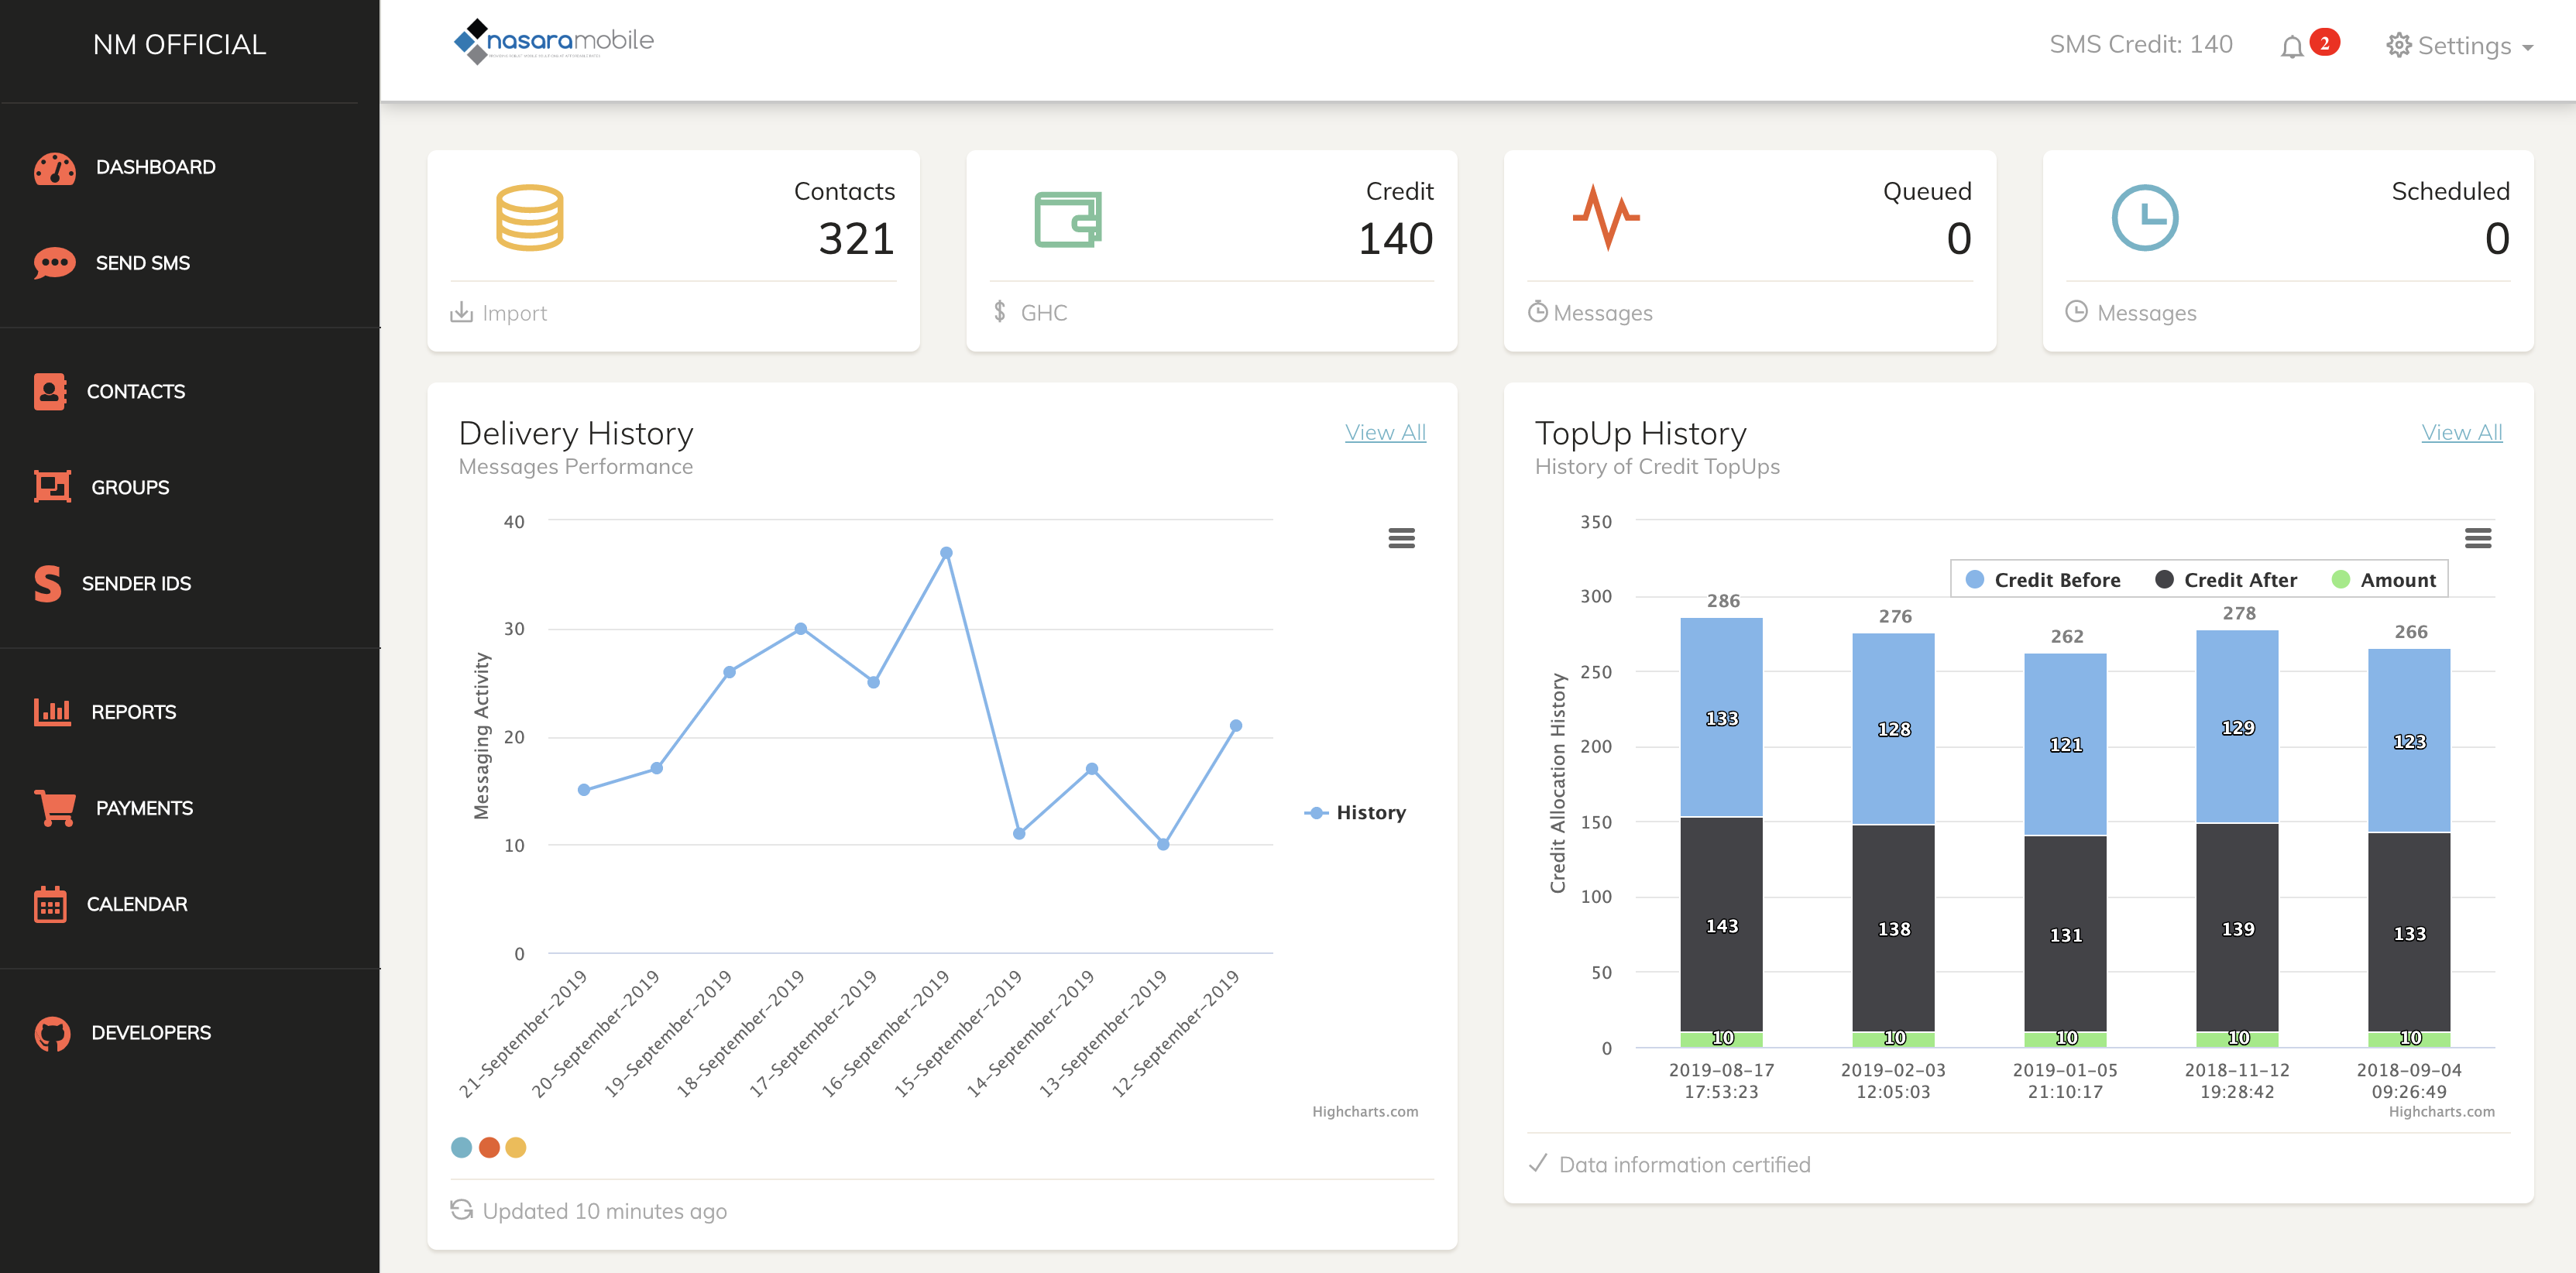 NM OFFICIAL
nasaramobile
SMS Credit: 140
2
Settings
DASHBOARD
SEND SMS
CONTACTS
GROUPS
SENDER IDS
REPORTS
PAYMENTS
CALENDAR
DEVELOPERS
Contacts
321
Import
Credit
140
$ GHC
Queued
0
Messages
Scheduled
0
Messages
Delivery History
View All
Messages Performance
40
30
20
10
0
Messaging Activity
History
21-September-2019
20-September-2019
19-September-2019
18-September-2019
17-September-2019
16-September-2019
15-September-2019
14-September-2019
13-September-2019
12-September-2019
Highcharts.com
Updated 10 minutes ago
TopUp History
View All
History of Credit TopUps
350
300
250
200
150
100
50
0
Credit Allocation History
Credit Before Credit After Amount
286 276 262 278 266
133 128 121 129 123
143 138 131 139 133
10 10 10 10 10
2019-08-17 2019-02-03 2019-01-05 2018-11-12 2018-09-04
17:53:23 12:05:03 21:10:17 19:28:42 09:26:49
Highcharts.com
Data information certified